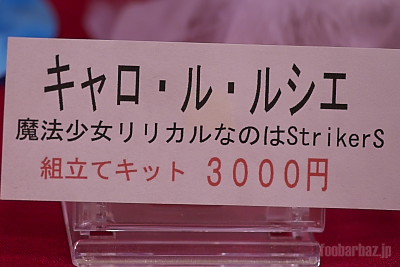 キャロ・ル・ルシエ
魔法少女リリカルなのはStrikerS
組立てキット 3000円
foobarbaz.jp